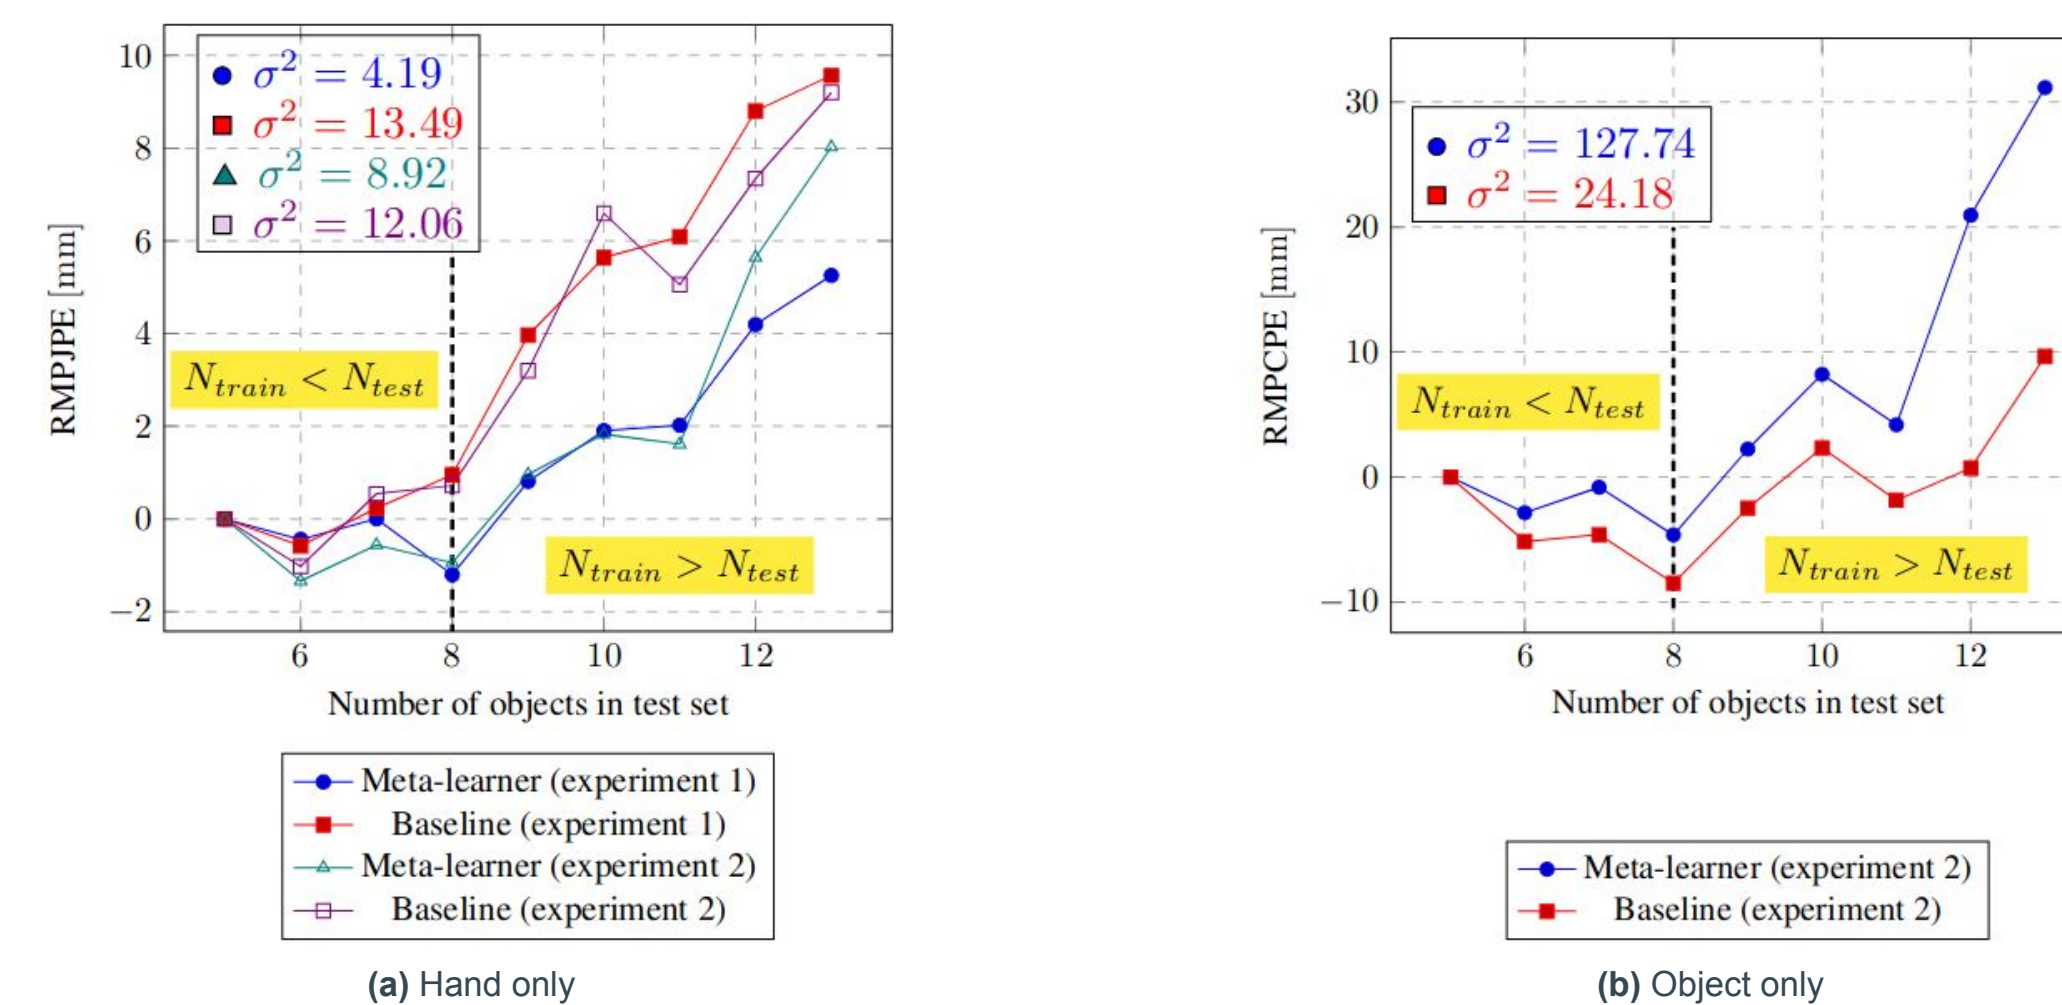 10
8
6
4
2
0
−2
RMPJPE [mm]
σ² = 4.19
σ² = 13.49
σ² = 8.92
σ² = 12.06
N_train < N_test
N_train > N_test
6 8 10 12
Number of objects in test set
Meta-learner (experiment 1)
Baseline (experiment 1)
Meta-learner (experiment 2)
Baseline (experiment 2)
(a) Hand only
30
20
10
0
−10
RMPCPE [mm]
σ² = 127.74
σ² = 24.18
N_train < N_test
N_train > N_test
6 8 10 12
Number of objects in test set
Meta-learner (experiment 2)
Baseline (experiment 2)
(b) Object only